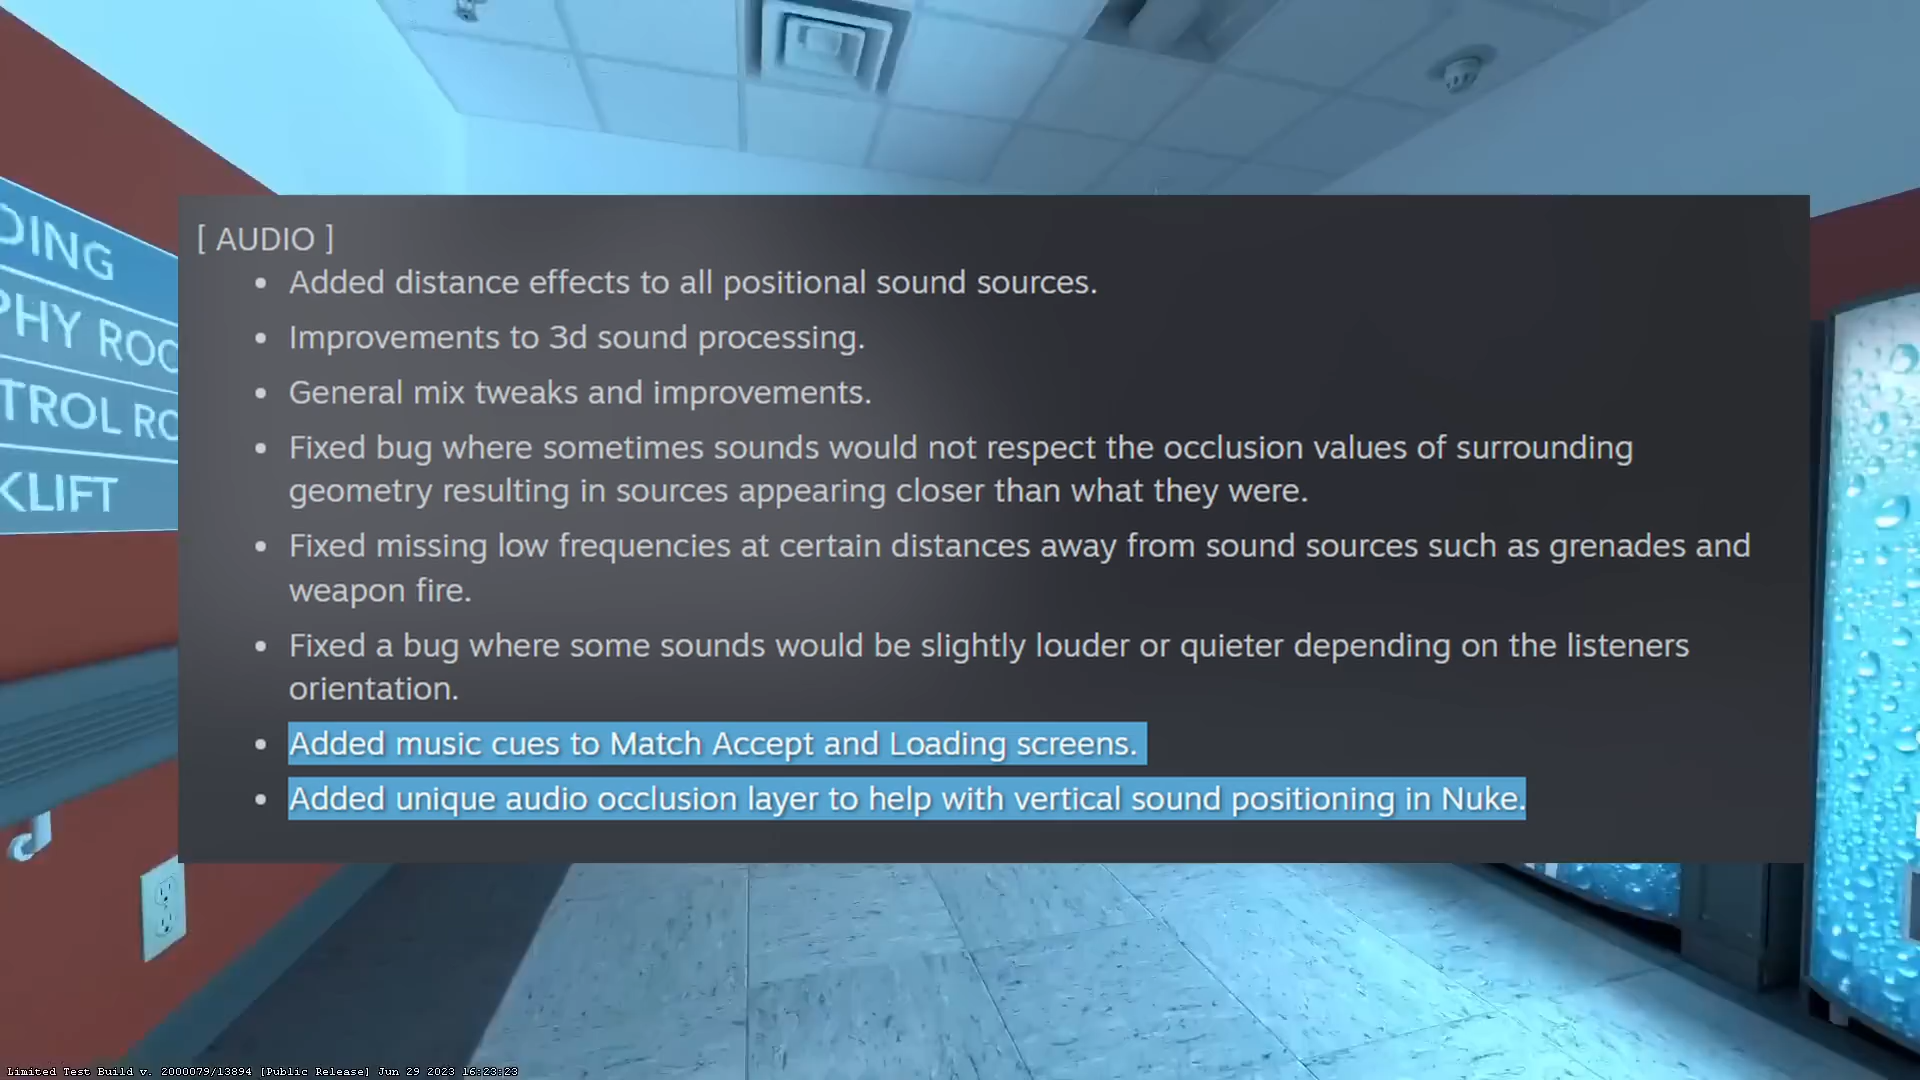 [ AUDIO ]
• Added distance effects to all positional sound sources.
• Improvements to 3d sound processing.
• General mix tweaks and improvements.
• Fixed bug where sometimes sounds would not respect the occlusion values of surrounding
geometry resulting in sources appearing closer than what they were.
• Fixed missing low frequencies at certain distances away from sound sources such as grenades and
weapon fire.
• Fixed a bug where some sounds would be slightly louder or quieter depending on the listeners
orientation.
• Added music cues to Match Accept and Loading screens.
• Added unique audio occlusion layer to help with vertical sound positioning in Nuke.
DING
PHY ROO
TROL RO
KLIFT
Limited Test Build v. 2000079/13894 [Public Release] Jun 29 2023 16:23:23